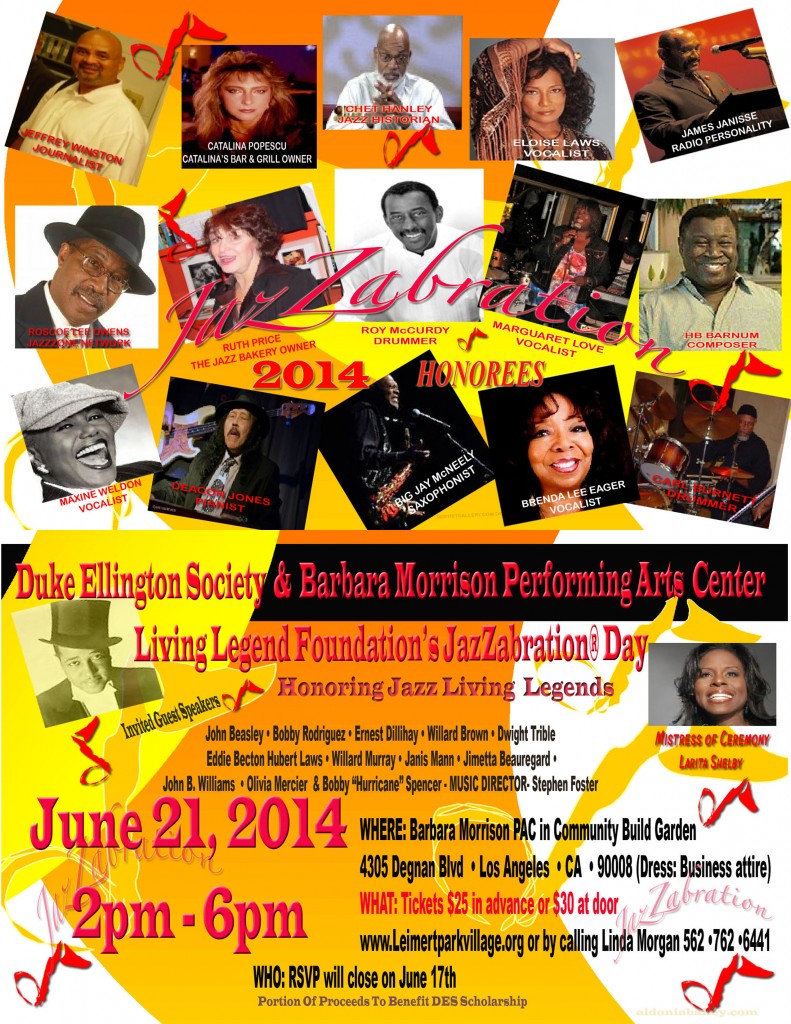 JEFFREY WINSTON
JOURNALIST
CATALINA POPESCU
CATALINA'S BAR & GRILL OWNER
CHET HANLEY
JAZZ HISTORIAN
ELOISE LAWS
VOCALIST
JAMES JANISSE
RADIO PERSONALITY
ROSCOE LEE OWENS
JAZZZONE NETWORK
RUTH PRICE
THE JAZZ BAKERY OWNER
ROY McCURDY
DRUMMER
MARGUARET LOVE
VOCALIST
HB BARNUM
COMPOSER
JazZabration
2014 HONOREES
MAXINE WELDON
VOCALIST
DEACON JONES
PIANIST
BIG JAY McNEELY
SAXOPHONIST
BRENDA LEE EAGER
VOCALIST
CARL BURNETT
DRUMMER
Duke Ellington Society & Barbara Morrison Performing Arts Center
Living Legend Foundation's JazZabration® Day
Honoring Jazz Living Legends
Invited Guest Speakers
John Beasley • Bobby Rodriguez • Ernest Dillihay • Willard Brown • Dwight Trible
Eddie Becton Hubert Laws • Willard Murray • Janis Mann • Jimetta Beauregard •
John B. Williams • Olivia Mercier & Bobby "Hurricane" Spencer - MUSIC DIRECTOR- Stephen Foster
Mistress of Ceremony
Larita Shelby
June 21, 2014
2pm - 6pm
JazZabration
WHERE: Barbara Morrison PAC in Community Build Garden
4305 Degnan Blvd • Los Angeles • CA • 90008 (Dress: Business attire)
WHAT: Tickets $25 in advance or $30 at door
www.Leimertparkvillage.org or by calling Linda Morgan 562 •762 •6441
JazZabration
WHO: RSVP will close on June 17th
Portion Of Proceeds To Benefit DES Scholarship